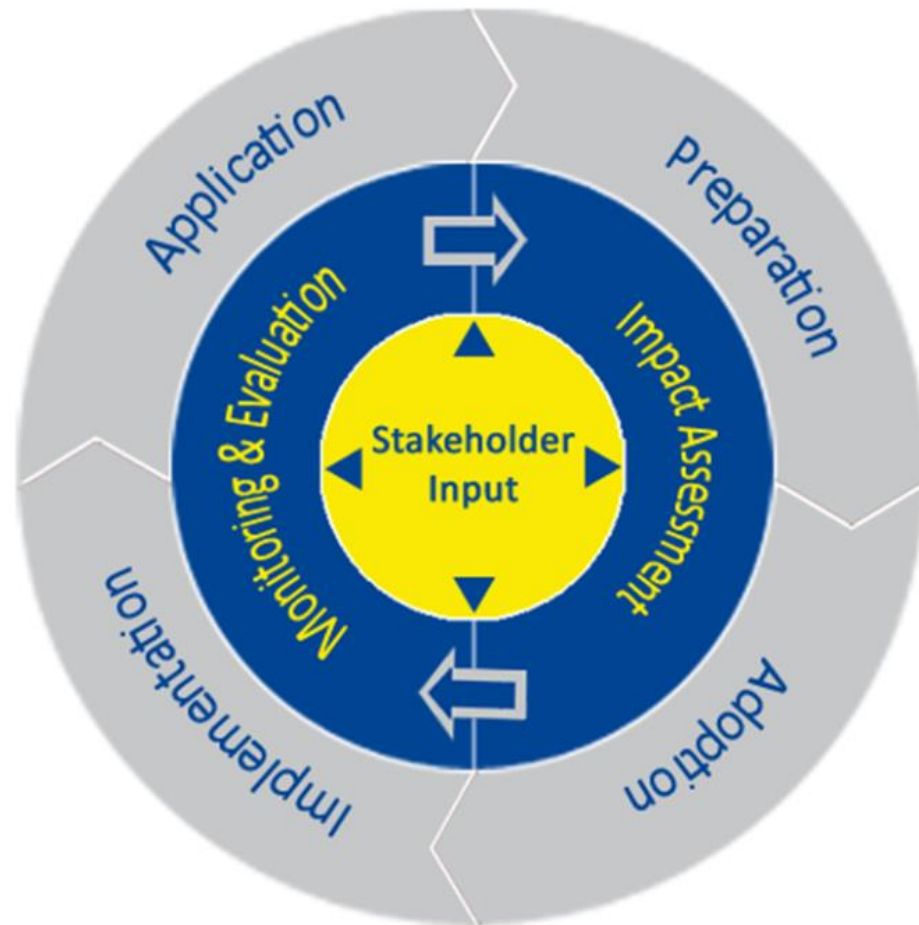 Application
Preparation
Monitoring & Evaluation
Impact Assessment
Stakeholder
Input
Implementation
Adoption